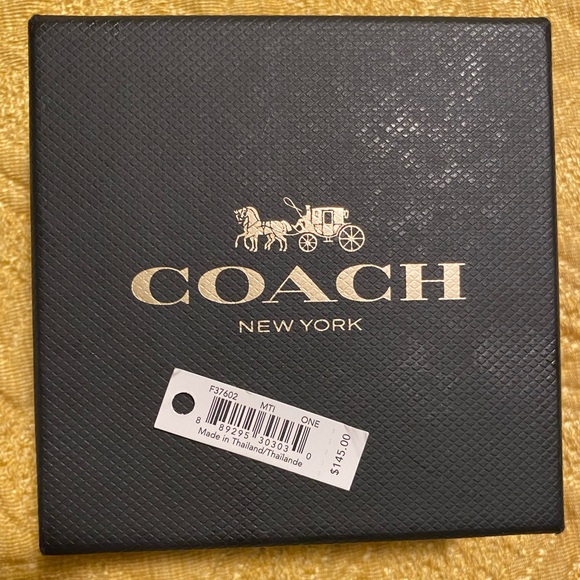 COACH
NEW YORK
F37602 MTI ONE
8 89295 30303 0
Made in Thailand/Thaïlande
$145.00